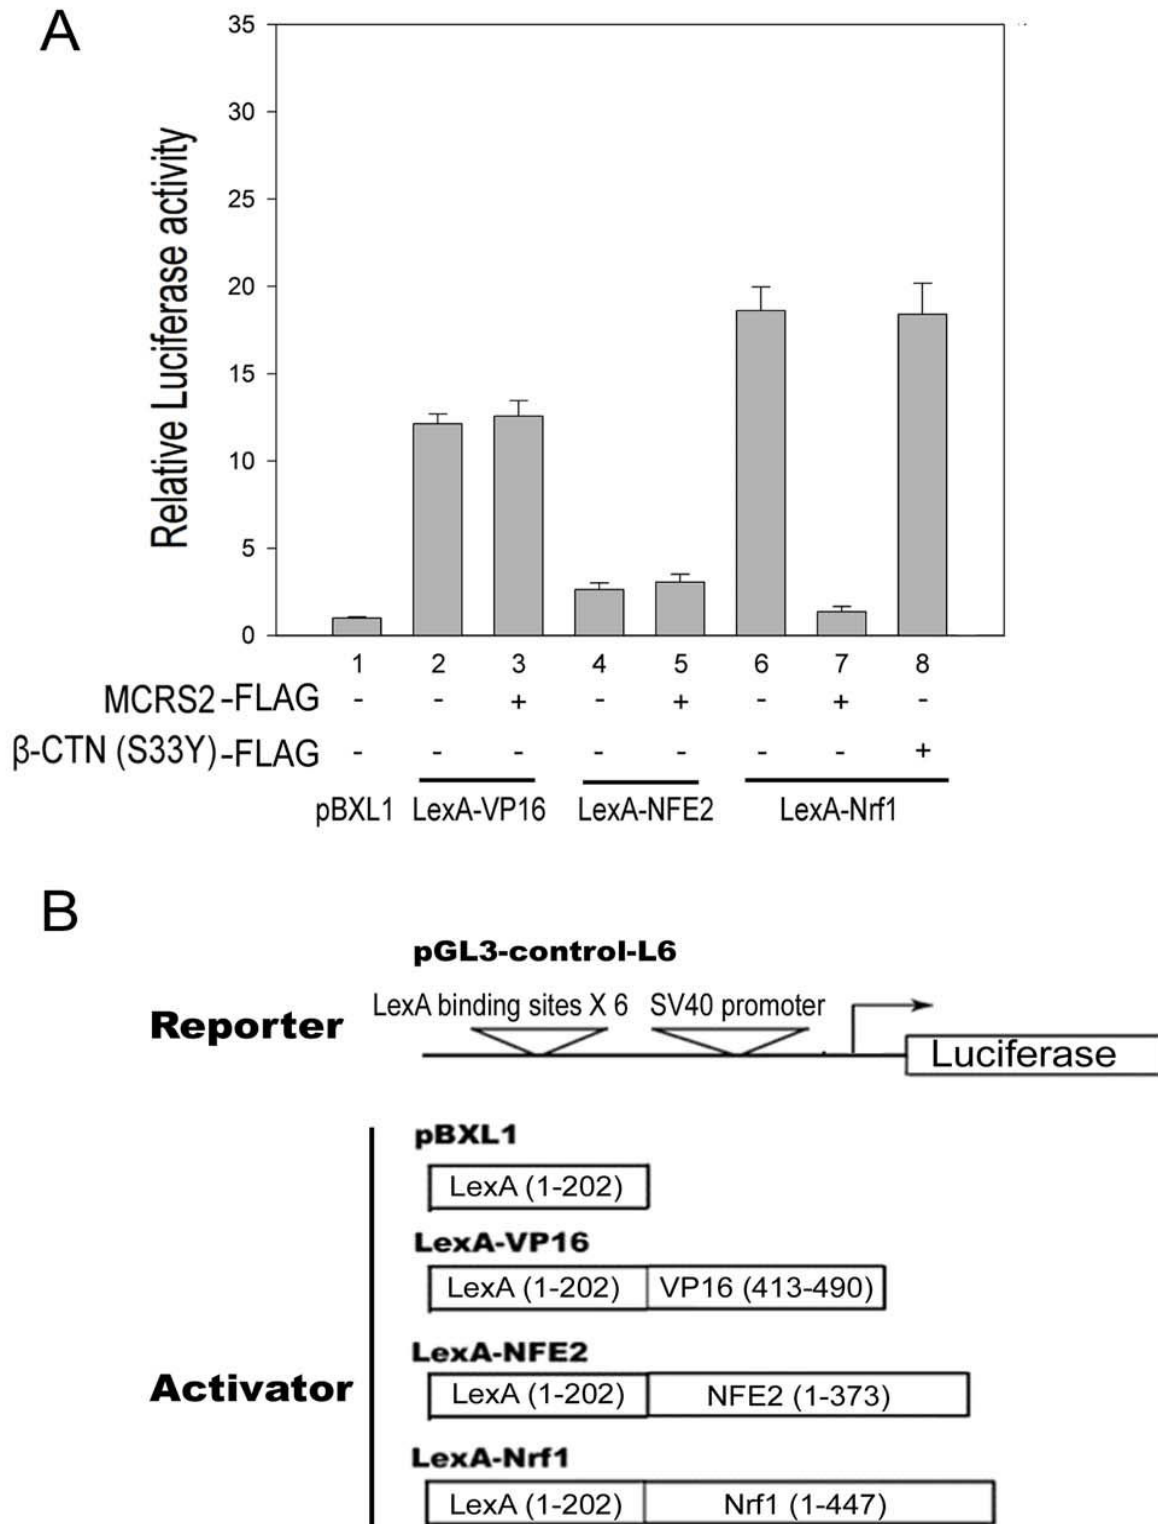 A
Relative Luciferase activity
35
30
25
20
15
10
5
0
1 2 3 4 5 6 7 8
MCRS2-FLAG - - + - + - + -
β-CTN (S33Y)-FLAG - - - - - - - +
pBXL1 LexA-VP16 LexA-NFE2 LexA-Nrf1
B
pGL3-control-L6
LexA binding sites X 6 SV40 promoter
Reporter
Luciferase
pBXL1
LexA (1-202)
LexA-VP16
LexA (1-202) VP16 (413-490)
LexA-NFE2
Activator
LexA (1-202) NFE2 (1-373)
LexA-Nrf1
LexA (1-202) Nrf1 (1-447)